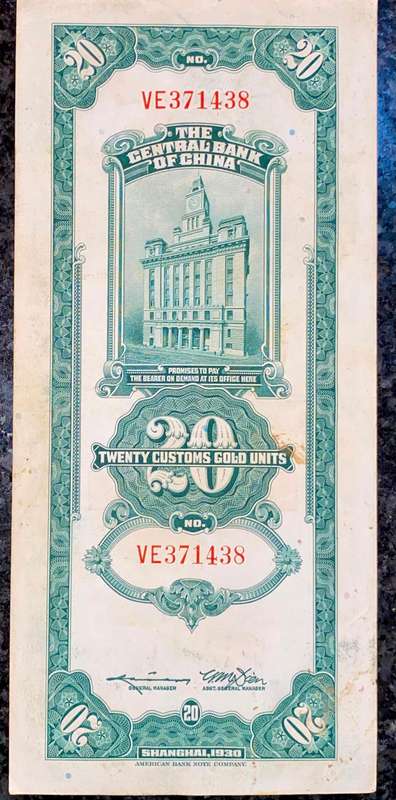 20 NO. 20
VE371438
THE
CENTRAL BANK
OF CHINA
PROMISES TO PAY
THE BEARER ON DEMAND AT ITS OFFICE HERE
20
TWENTY CUSTOMS GOLD UNITS
NO.
VE371438
GENERAL MANAGER ASST. GENERAL MANAGER
20 20 20
SHANGHAI, 1930
AMERICAN BANK NOTE COMPANY.